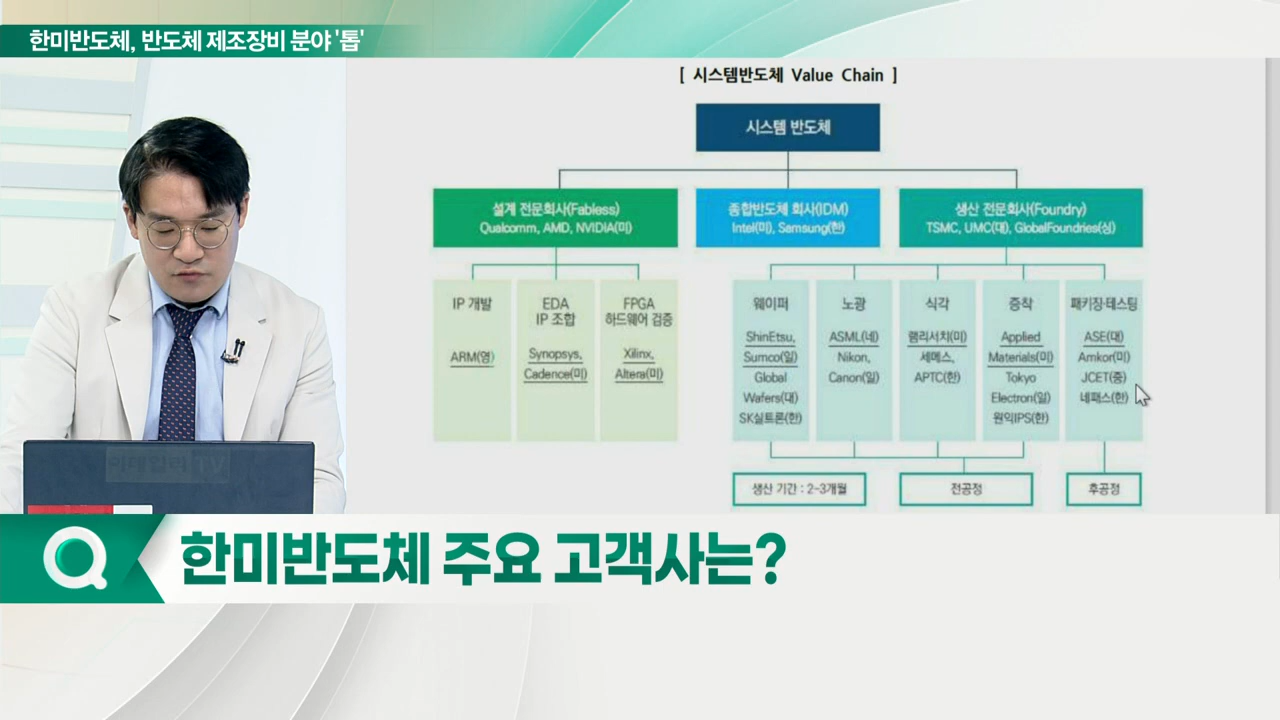 한미반도체, 반도체 제조장비 분야 '톱'
[ 시스템반도체 Value Chain ]
시스템 반도체
설계 전문회사(Fabless)
Qualcomm, AMD, NVIDIA(미)
종합반도체 회사(IDM)
Intel(미), Samsung(한)
생산 전문회사(Foundry)
TSMC, UMC(대), GlobalFoundries(싱)
IP 개발
ARM(영)
EDA
IP 조합
Synopsys,
Cadence(미)
FPGA
하드웨어 검증
Xilinx,
Altera(미)
웨이퍼
ShinEtsu,
Sumco(일)
Global
Wafers(대)
SK실트론(한)
노광
ASML(네)
Nikon,
Canon(일)
식각
램리서치(미)
세메스,
APTC(한)
증착
Applied
Materials(미)
Tokyo
Electron(일)
원익IPS(한)
패키징·테스팅
ASE(대)
Amkor(미)
JCET(중)
네패스(한)
생산 기간 : 2~3개월
전공정
후공정
이데일리 TV
Q
한미반도체 주요 고객사는?